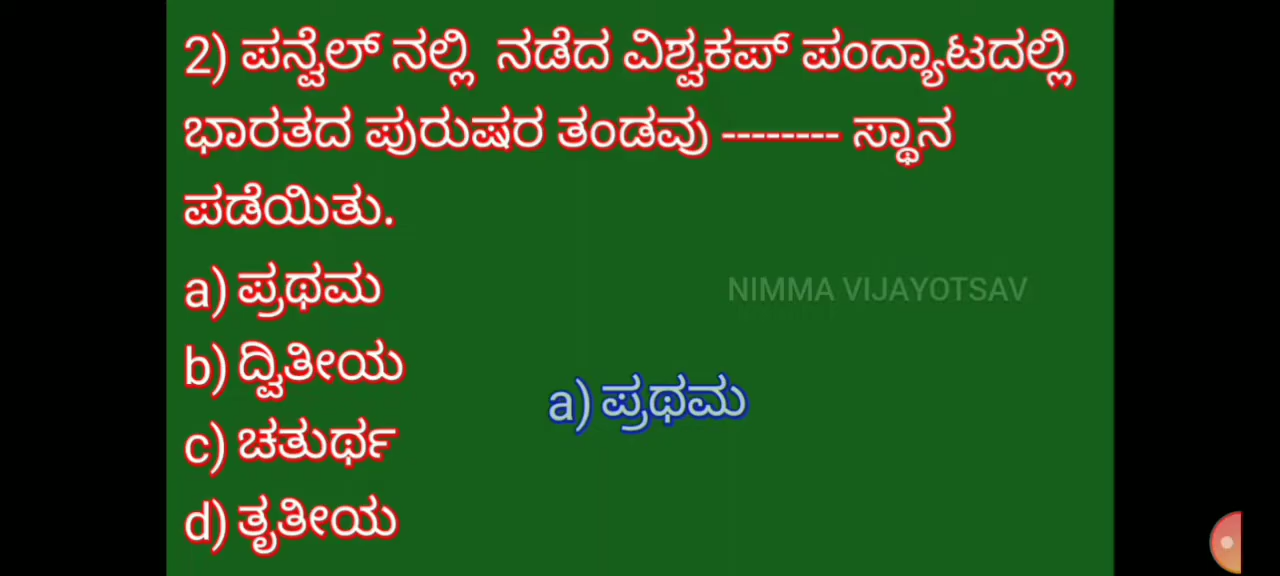 2) ಪನ್ವೆಲ್ ನಲ್ಲಿ ನಡೆದ ವಿಶ್ವಕಪ್ ಪಂದ್ಯಾಟದಲ್ಲಿ
ಭಾರತದ ಪುರುಷರ ತಂಡವು --------- ಸ್ಥಾನ
ಪಡೆಯಿತು.
a) ಪ್ರಥಮ
NIMMA VIJAYOTSAV
b) ದ್ವಿತೀಯ
a) ಪ್ರಥಮ
c) ಚತುರ್ಥ
d) ತೃತೀಯ